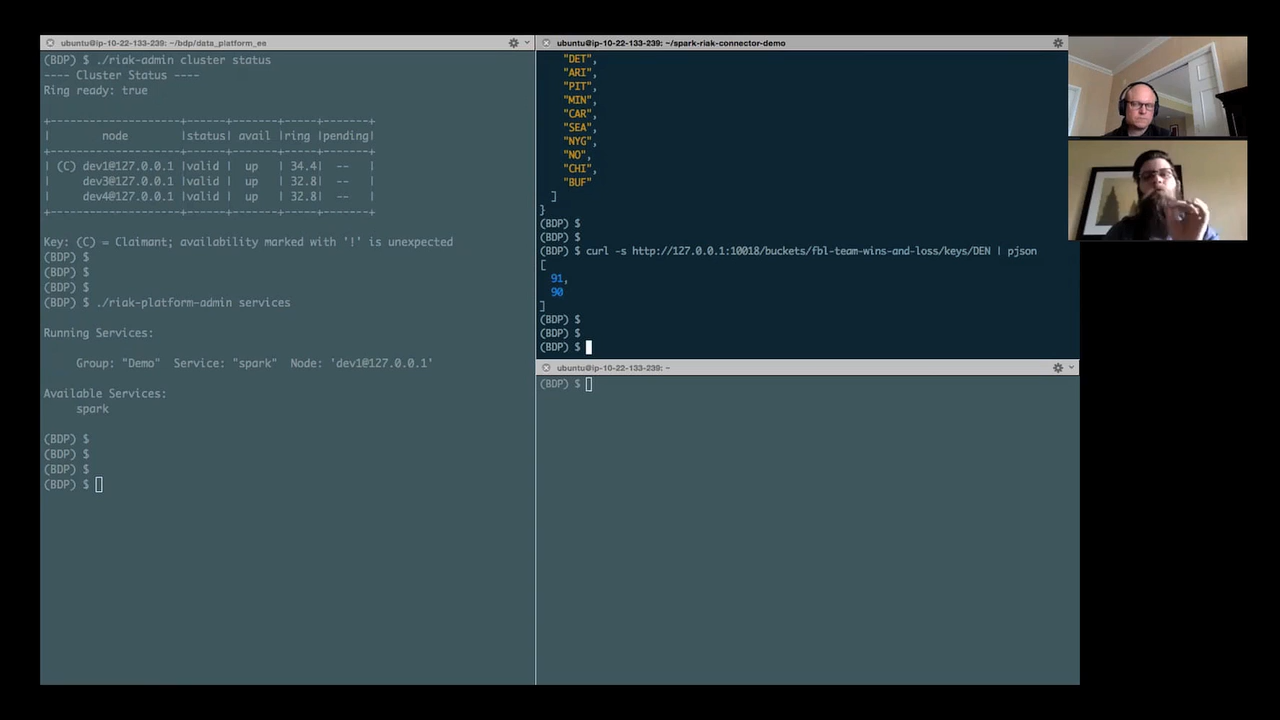 ubuntu@ip-10-22-133-239: ~/bdp/data_platform_ee
(BDP) $ ./riak-admin cluster status
---- Cluster Status ----
Ring ready: true
+--------------------+------+-------+-----+-------+
|        node        |status| avail |ring |pending|
+--------------------+------+-------+-----+-------+
| (C) dev1@127.0.0.1 |valid |  up   | 34.4|  --   |
|     dev3@127.0.0.1 |valid |  up   | 32.8|  --   |
|     dev4@127.0.0.1 |valid |  up   | 32.8|  --   |
+--------------------+------+-------+-----+-------+
Key: (C) = Claimant; availability marked with '!' is unexpected
(BDP) $
(BDP) $
(BDP) $
(BDP) $ ./riak-platform-admin services
Running Services:
Group: "Demo"  Service: "spark"  Node: 'dev1@127.0.0.1'
Available Services:
spark
(BDP) $
(BDP) $
(BDP) $
(BDP) $
ubuntu@ip-10-22-133-239: ~/spark-riak-connector-demo
"DET",
"ARI",
"PIT",
"MIN",
"CAR",
"SEA",
"NYG",
"NO",
"CHI",
"BUF"
]
}
(BDP) $
(BDP) $
(BDP) $ curl -s http://127.0.0.1:10018/buckets/fbl-team-wins-and-loss/keys/DEN | pjson
[
91,
90
]
(BDP) $
(BDP) $
(BDP) $
ubuntu@ip-10-22-133-239: ~
(BDP) $